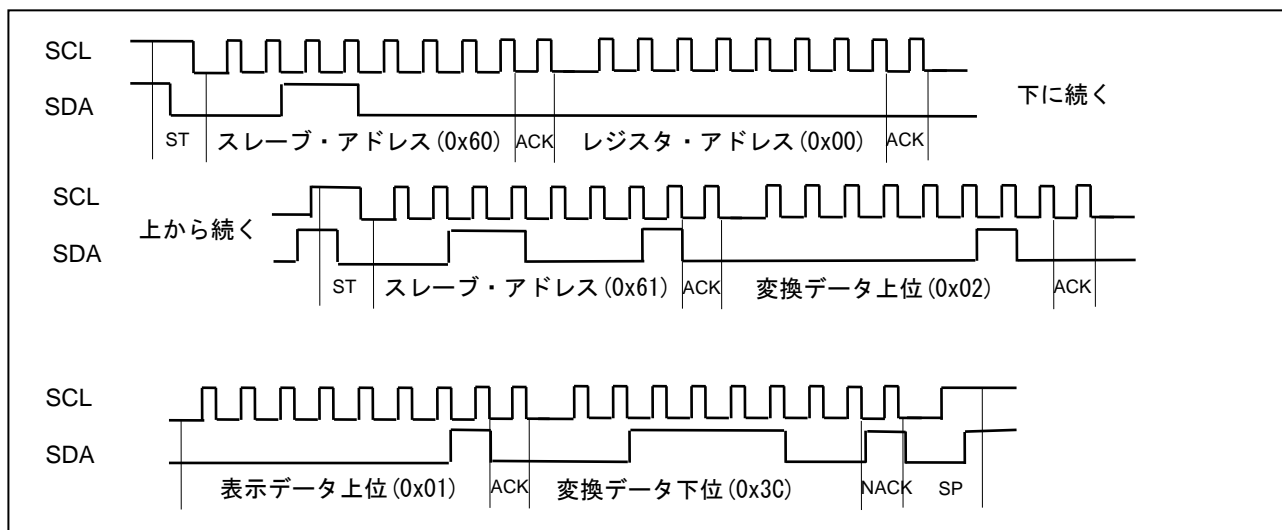 SCL
SDA
ST
スレーブ・アドレス(0x60)
ACK
レジスタ・アドレス(0x00)
ACK
下に続く
上から続く
SCL
SDA
ST
スレーブ・アドレス(0x61)
ACK
変換データ上位(0x02)
ACK
SCL
SDA
表示データ上位(0x01)
ACK
変換データ下位(0x3C)
NACK
SP